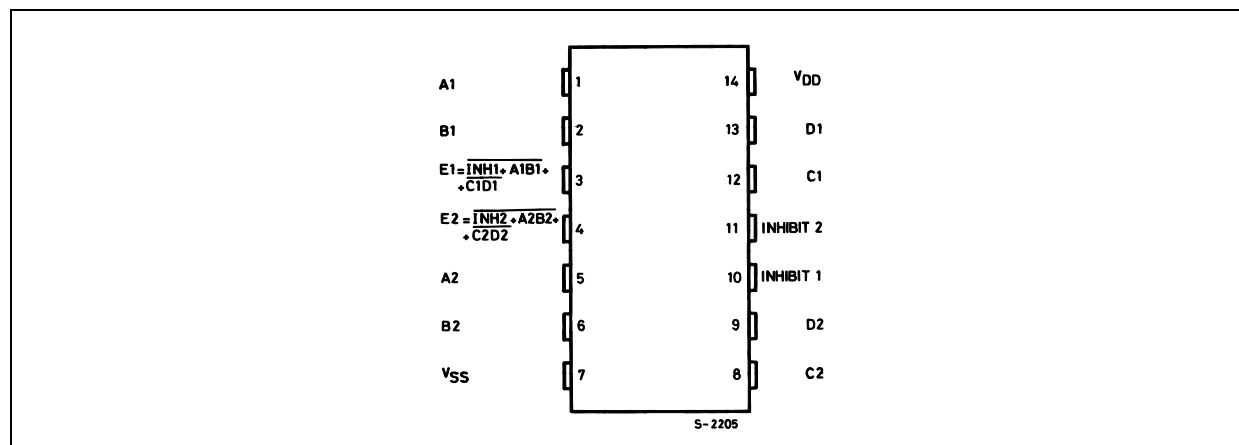 A1 1 14 VDD
B1 2 13 D1
E1=INH1+A1B1+
+C1D1 3 12 C1
E2=INH2+A2B2+
+C2D2 4 11 INHIBIT 2
A2 5 10 INHIBIT 1
B2 6 9 D2
VSS 7 8 C2
S-2205